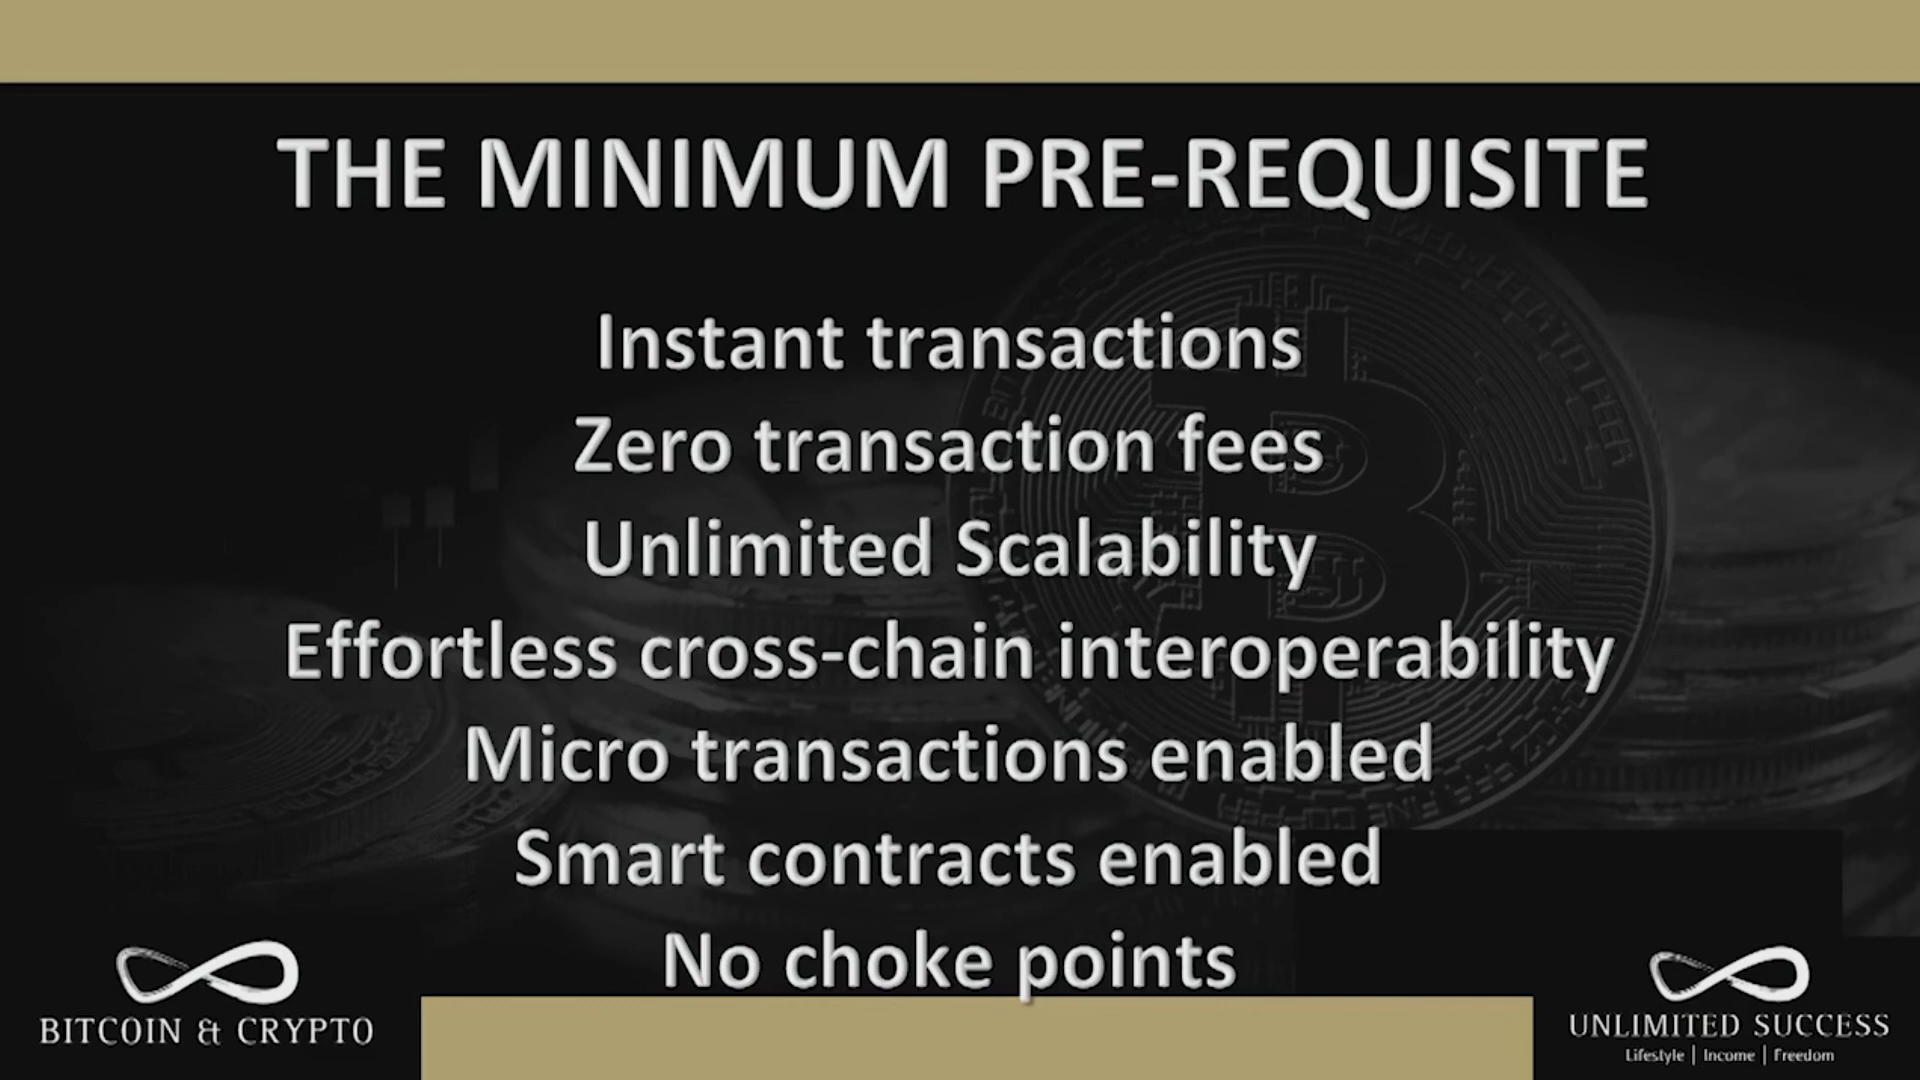 THE MINIMUM PRE-REQUISITE
Instant transactions
Zero transaction fees
Unlimited Scalability
Effortless cross-chain interoperability
Micro transactions enabled
Smart contracts enabled
No choke points
BITCOIN & CRYPTO
UNLIMITED SUCCESS
Lifestyle | Income | Freedom